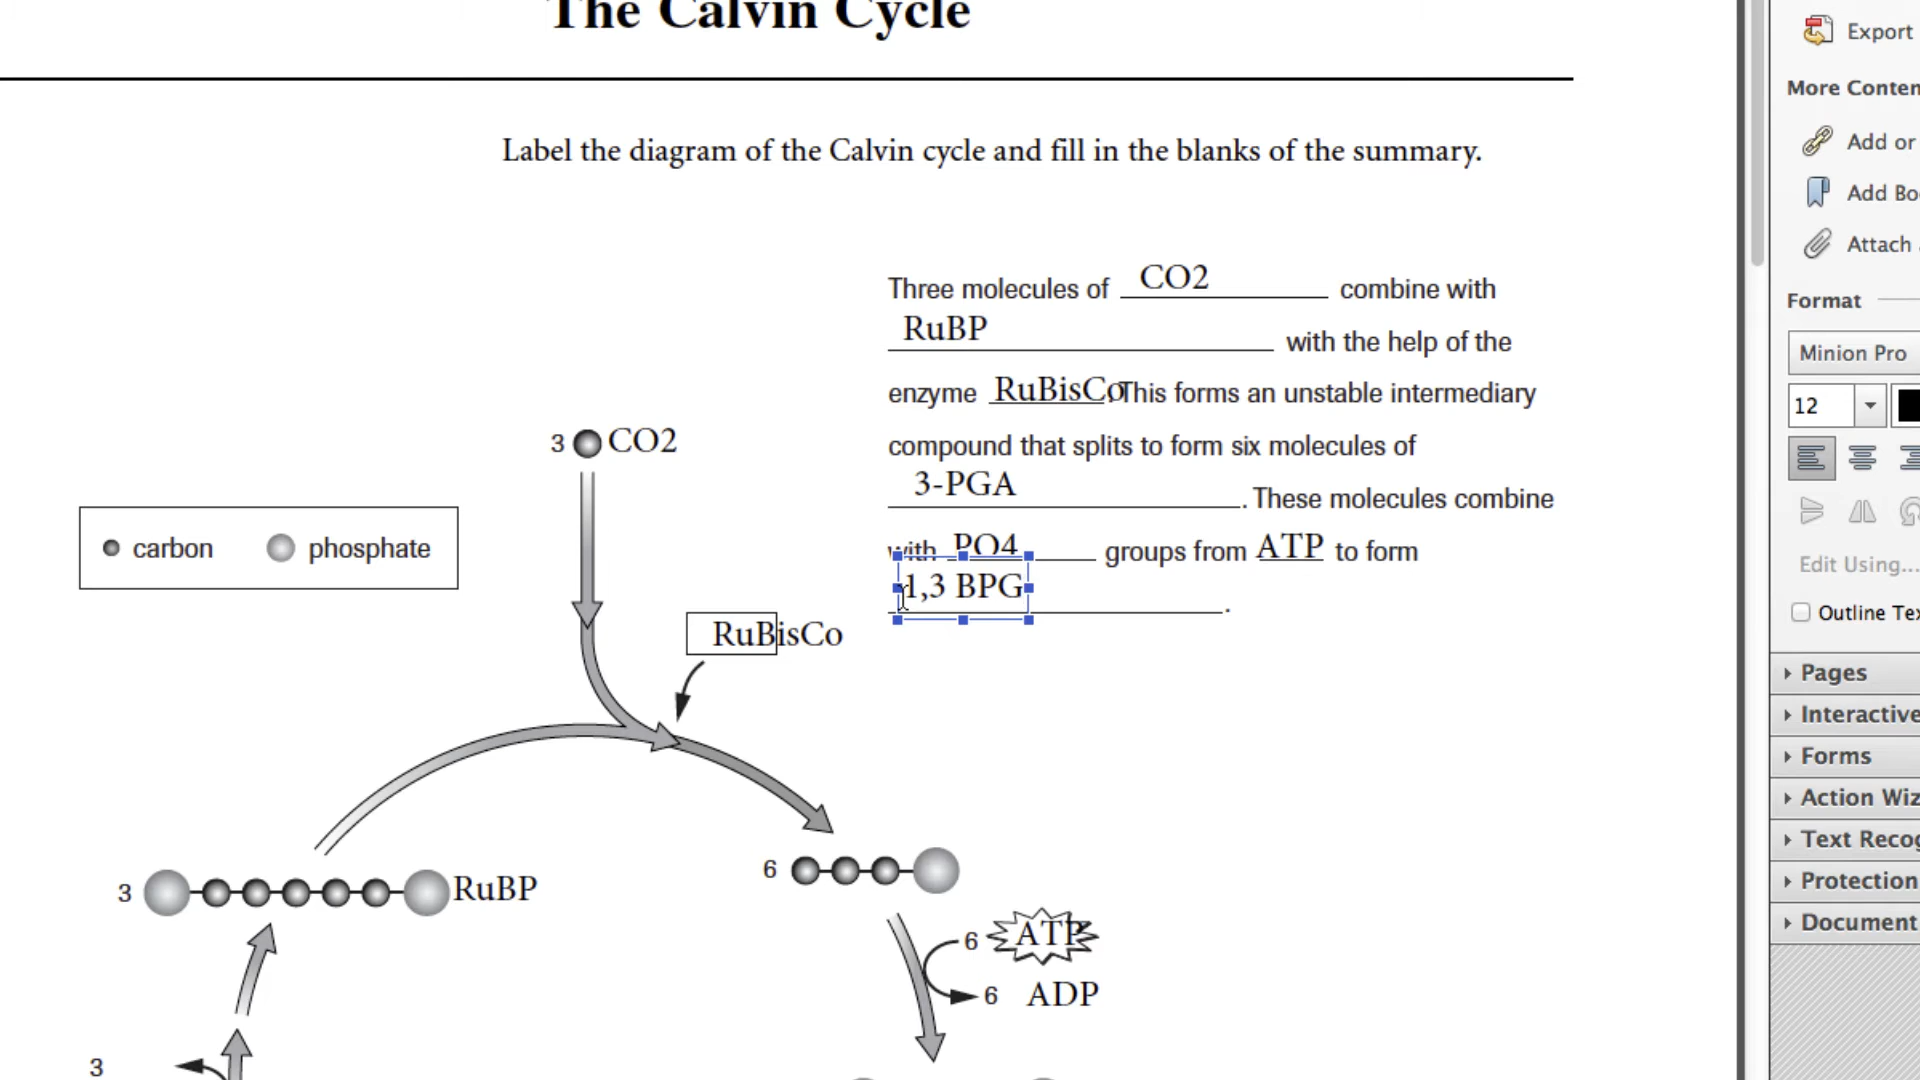 The Calvin Cycle
Label the diagram of the Calvin cycle and fill in the blanks of the summary.
Three molecules of CO2 combine with
RuBP with the help of the
enzyme RuBisCo. This forms an unstable intermediary
compound that splits to form six molecules of
3-PGA. These molecules combine
with PO4 groups from ATP to form
1,3 BPG.
3 CO2
carbon phosphate
RuBisCo
3 RuBP
6
6 ATP
6 ADP
3
Export
More Conten
Add or
Add Bo
Attach
Format
Minion Pro
12
Edit Using...
Outline Tex
Pages
Interactive
Forms
Action Wiz
Text Recog
Protection
Document